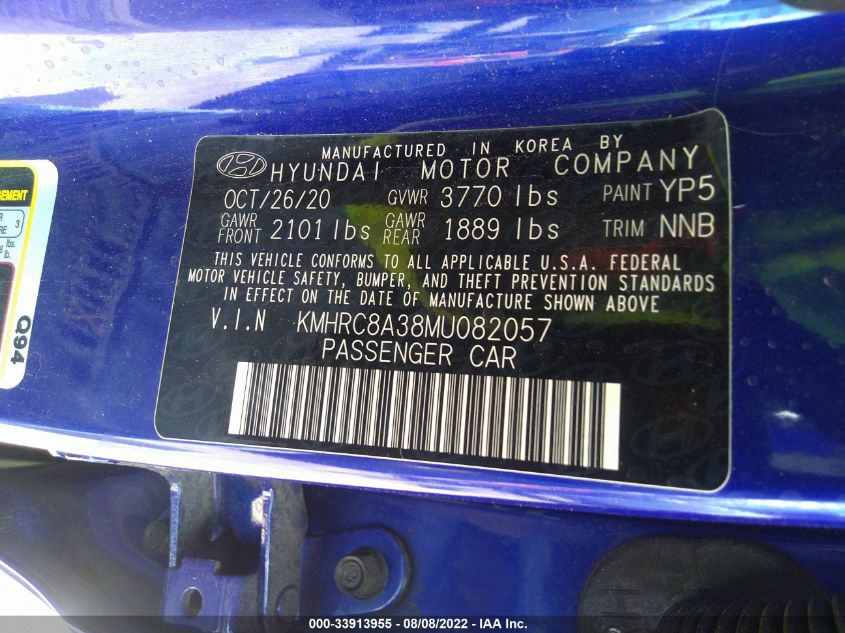 MANUFACTURED IN KOREA BY
HYUNDAI MOTOR COMPANY
OCT/26/20 GVWR 3770 lbs PAINT YP5
GAWR FRONT 2101 lbs GAWR REAR 1889 lbs TRIM NNB
THIS VEHICLE CONFORMS TO ALL APPLICABLE U.S.A. FEDERAL
MOTOR VEHICLE SAFETY, BUMPER, AND THEFT PREVENTION STANDARDS
IN EFFECT ON THE DATE OF MANUFACTURE SHOWN ABOVE
V.I.N KMHRC8A38MU082057
PASSENGER CAR
3
lbs.
lb.
Q94
000-33913955 • 08/08/2022 - IAA Inc.